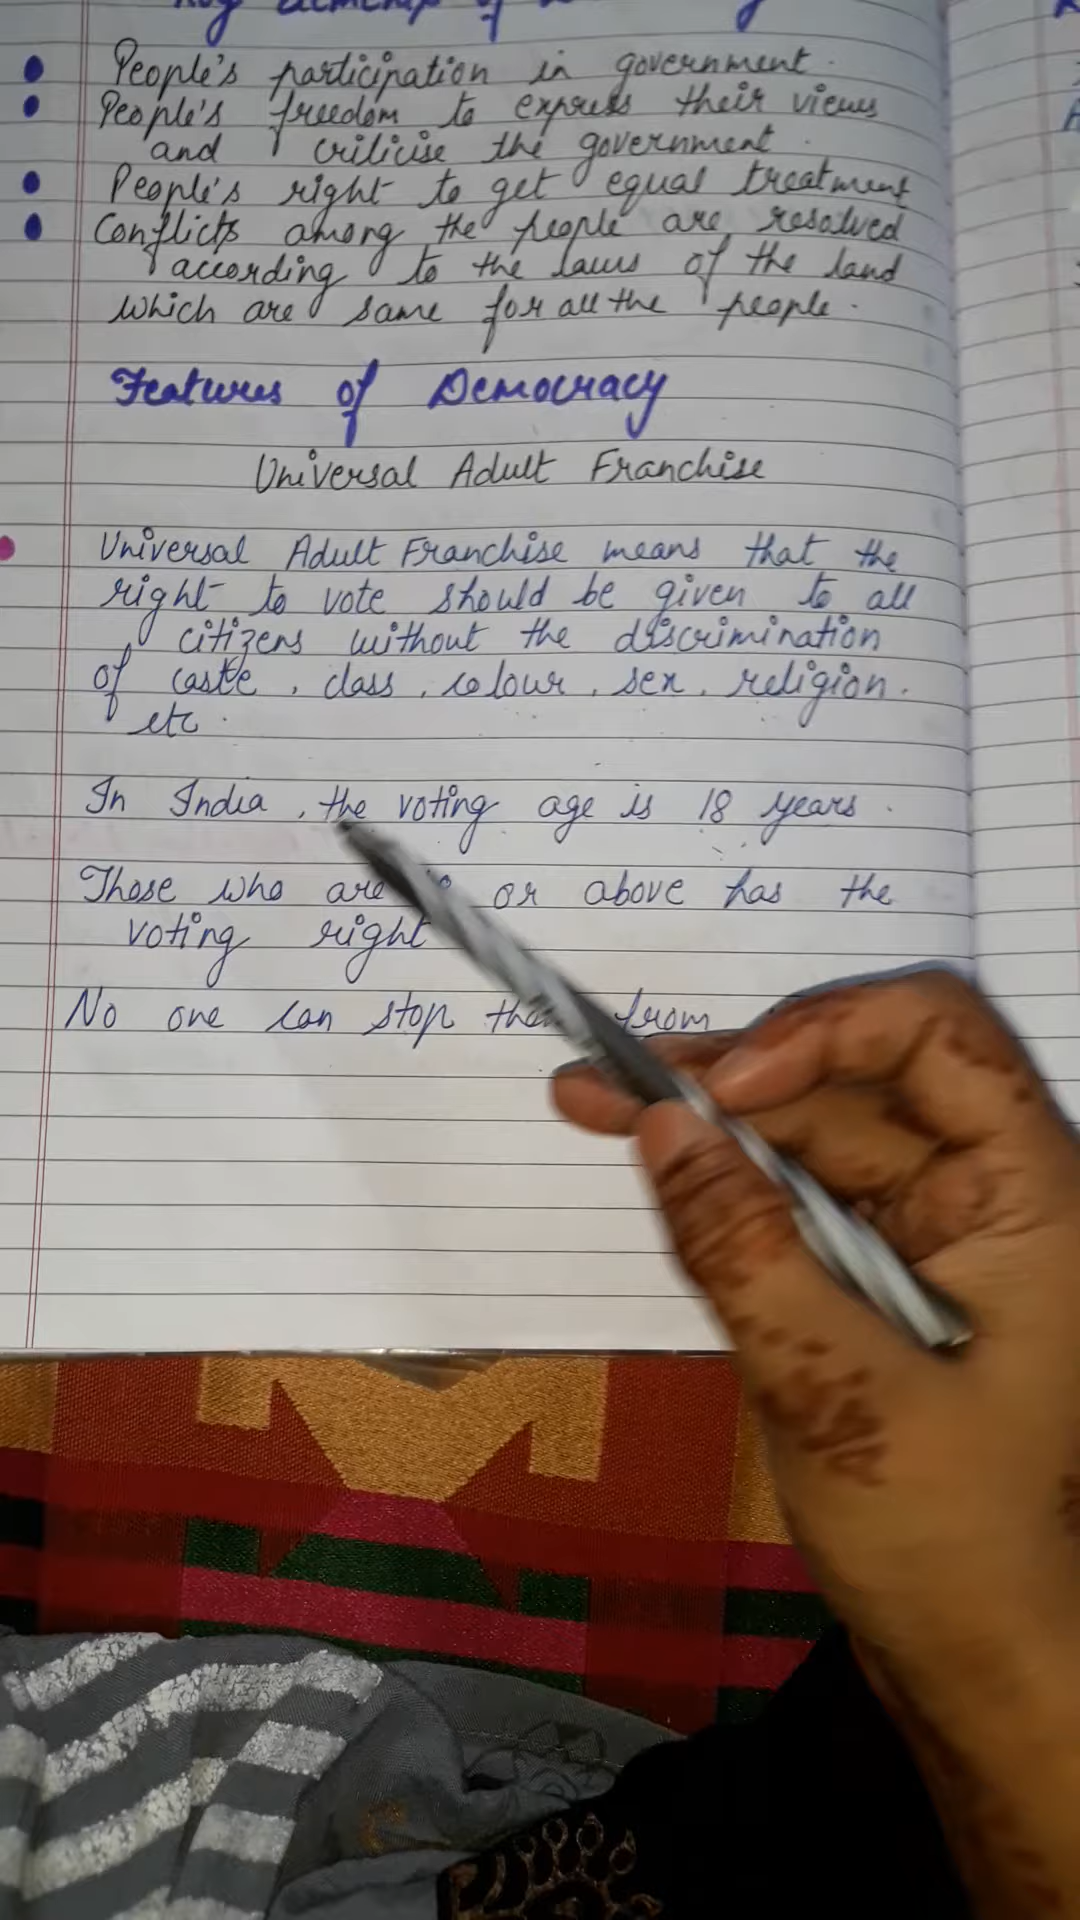 People's participation in government.
People's freedom to express their views
and criticise the government.
People's right to get equal treatment
Conflicts among the people are resolved
according to the laws of the land
which are same for all the people.
Features of Democracy
Universal Adult Franchise
Universal Adult Franchise means that the
right to vote should be given to all
citizens without the discrimination
of caste, class, colour, sex, religion.
etc.
In India, the voting age is 18 years.
Those who are or above has the
voting right
No one can stop from